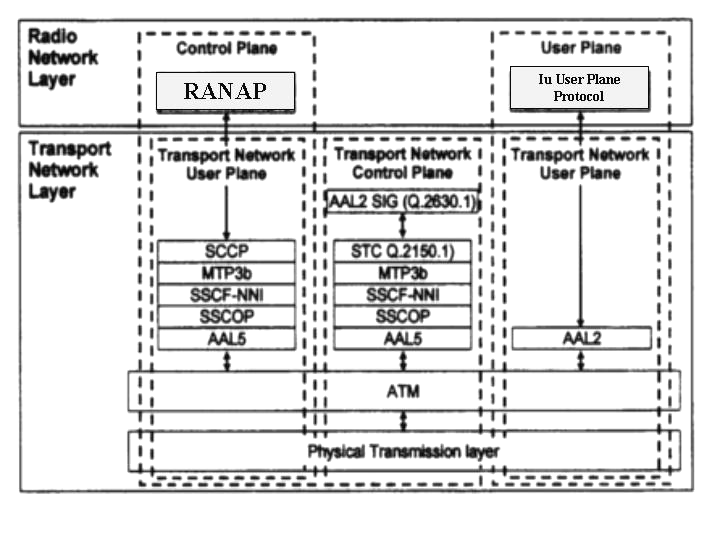 Radio
Network
Layer
Control Plane
RANAP
User Plane
Iu User Plane
Protocol
Transport
Network
Layer
Transport Network
User Plane
SCCP
MTP3b
SSCF-NNI
SSCOP
AAL5
Transport Network
Control Plane
AAL2 SIG (Q.2630.1)
STC Q.2150.1)
MTP3b
SSCF-NNI
SSCOP
AAL5
Transport Network
User Plane
AAL2
ATM
Physical Transmission layer